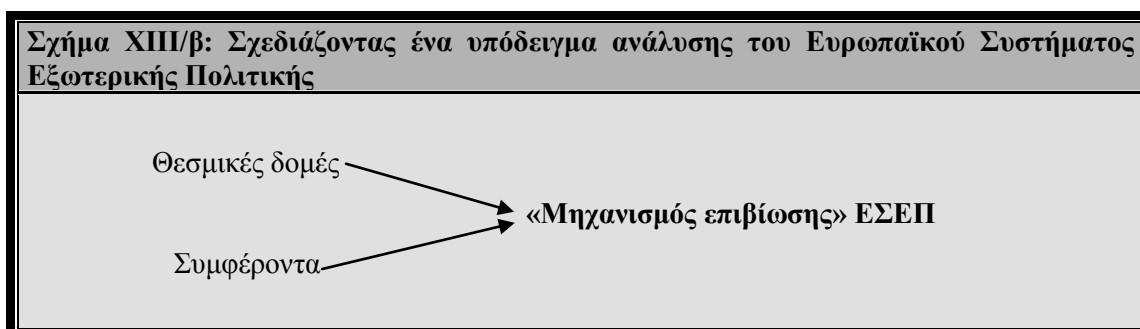 Σχήμα XIII/β: Σχεδιάζοντας ένα υπόδειγμα ανάλυσης του Ευρωπαϊκού Συστήματος
Εξωτερικής Πολιτικής
Θεσμικές δομές
«Μηχανισμός επιβίωσης» ΕΣΕΠ
Συμφέροντα